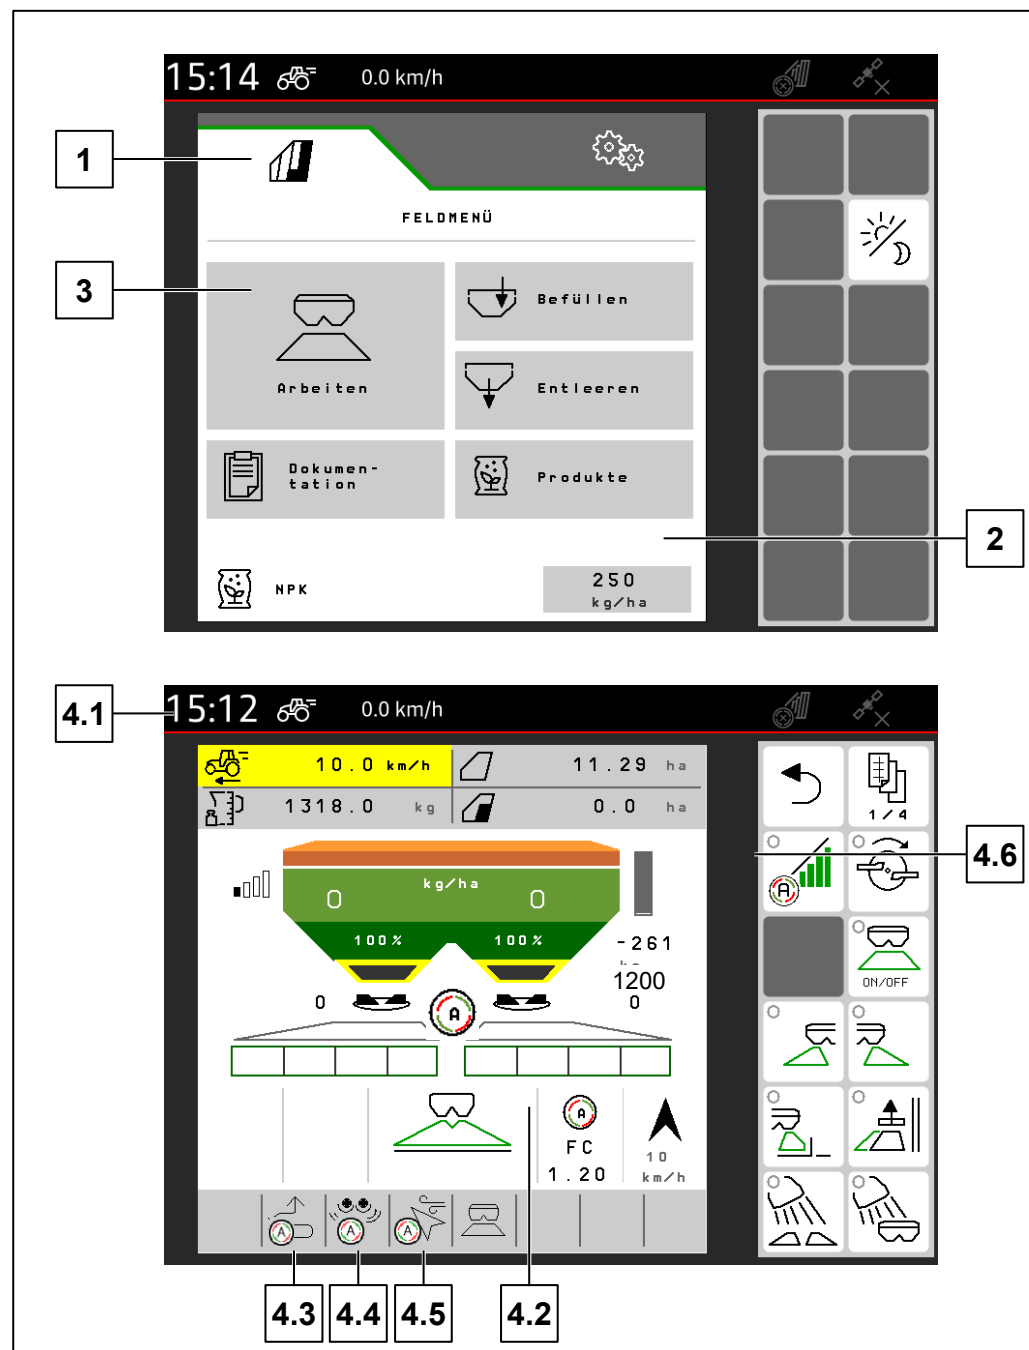 15:14 0.0 km/h
1
FELDMENÜ
3
Befüllen
Arbeiten
Entleeren
Dokumen-
tation
Produkte
2
NPK
250
kg/ha
4.1
15:12 0.0 km/h
10.0 km/h 11.29 ha
1318.0 kg 0.0 ha
1/4
4.6
kg/ha
0 0
A
100% 100%
-261
1200
ON/OFF
0 0
A
A
FC
1.20
10
km/h
A A A
4.3 4.4 4.5 4.2